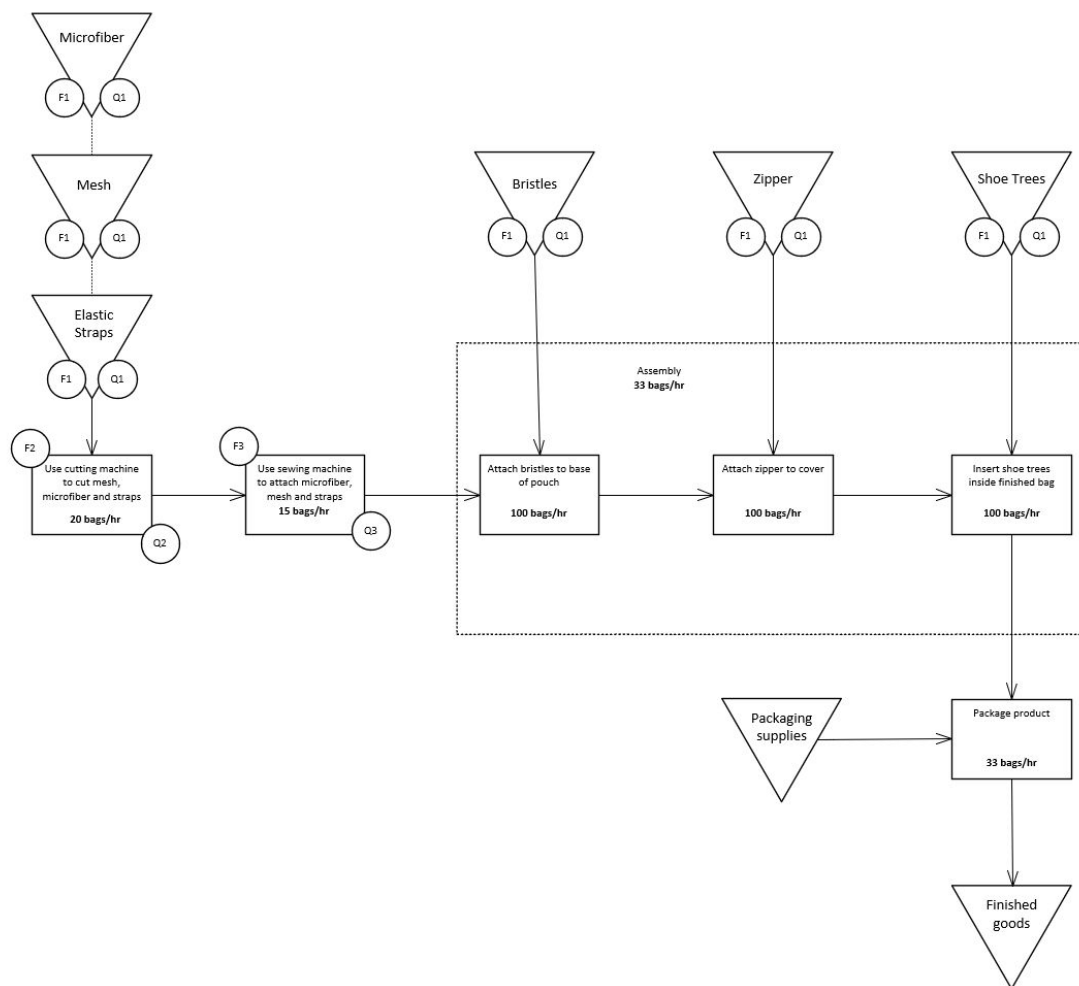 Microfiber
F1
Q1
Mesh
F1
Q1
Elastic
Straps
F1
Q1
Bristles
F1
Q1
Zipper
F1
Q1
Shoe Trees
F1
Q1
Assembly
33 bags/hr
F2
Use cutting machine
to cut mesh,
microfiber and straps
20 bags/hr
Q2
F3
Use sewing machine
to attach microfiber,
mesh and straps
15 bags/hr
Q3
Attach bristles to base
of pouch
100 bags/hr
Attach zipper to cover
100 bags/hr
Insert shoe trees
inside finished bag
100 bags/hr
Packaging
supplies
Package product
33 bags/hr
Finished
goods